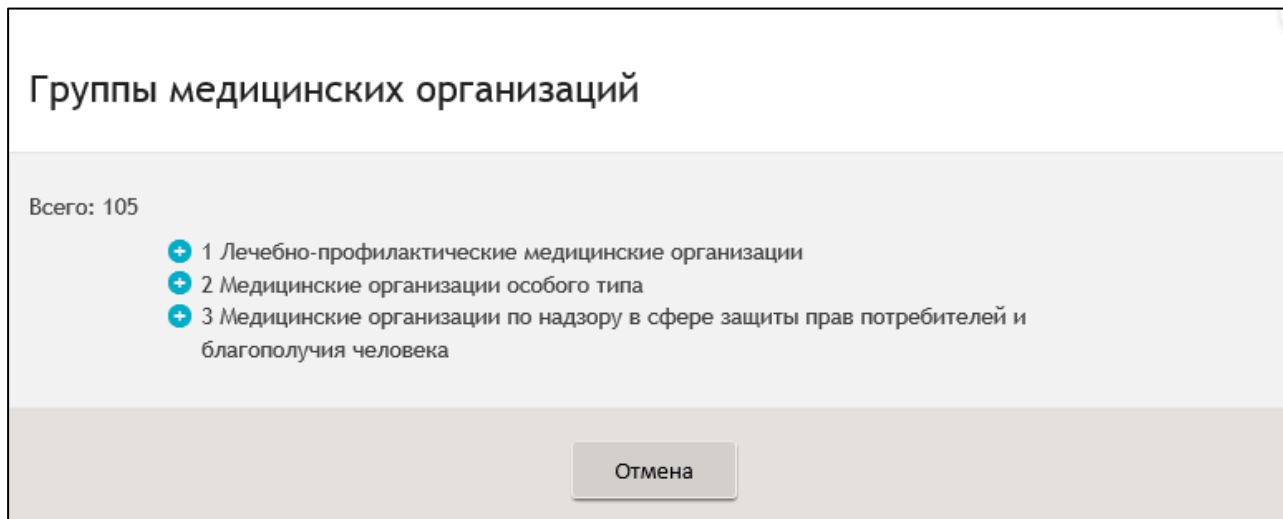 Группы медицинских организаций
Всего: 105
1 Лечебно-профилактические медицинские организации
2 Медицинские организации особого типа
3 Медицинские организации по надзору в сфере защиты прав потребителей и
благополучия человека
Отмена